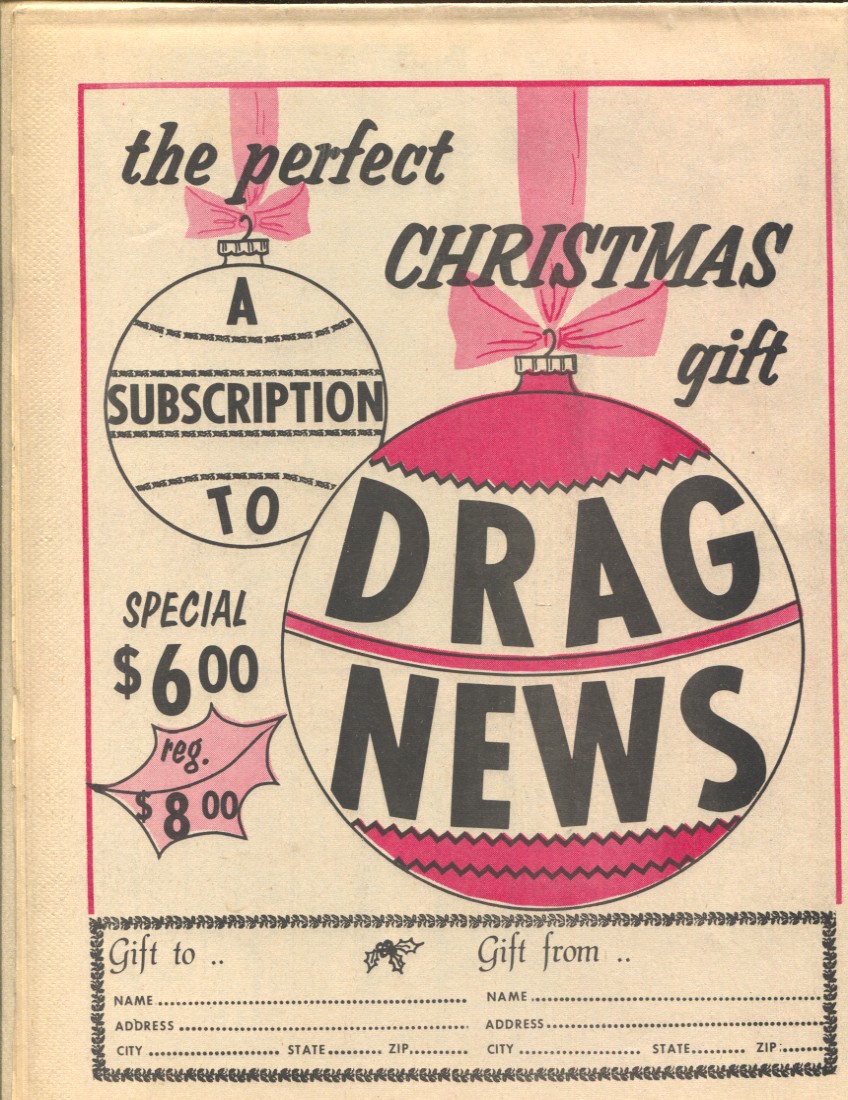 the perfect
CHRISTMAS
gift
A
SUBSCRIPTION
TO
DRAG
NEWS
SPECIAL
$6.00
reg.
$8.00
Gift to ..
NAME
ADDRESS
CITY STATE ZIP
Gift from ..
NAME
ADDRESS
CITY STATE ZIP